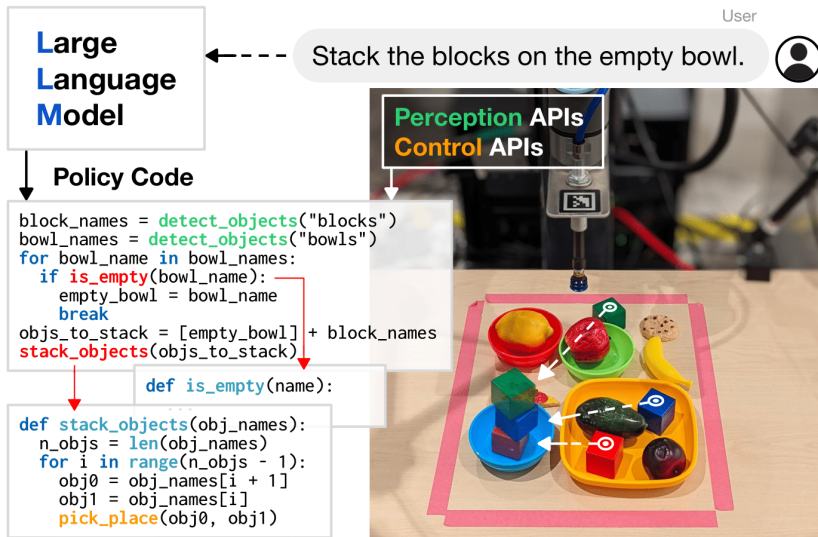 User
Large
Language
Model
Stack the blocks on the empty bowl.
Perception APIs
Control APIs
Policy Code
block_names = detect_objects("blocks")
bowl_names = detect_objects("bowls")
for bowl_name in bowl_names:
  if is_empty(bowl_name):
    empty_bowl = bowl_name
    break
objs_to_stack = [empty_bowl] + block_names
stack_objects(objs_to_stack)
def is_empty(name):
...
def stack_objects(obj_names):
  n_objs = len(obj_names)
  for i in range(n_objs - 1):
    obj0 = obj_names[i + 1]
    obj1 = obj_names[i]
    pick_place(obj0, obj1)